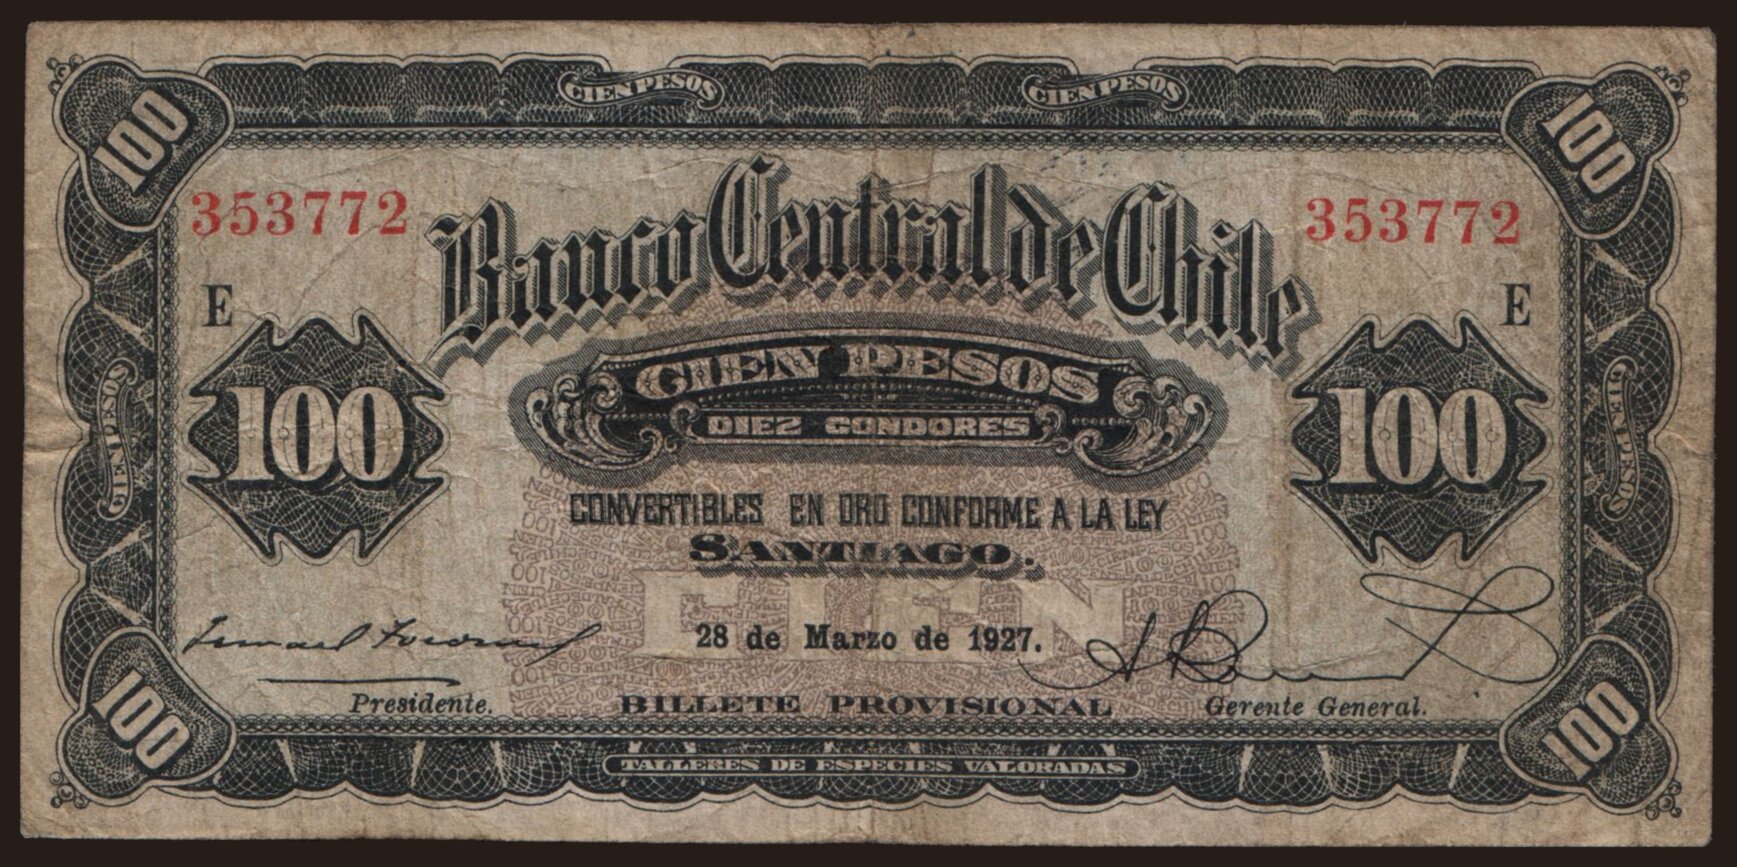 CIEN PESOS CIEN PESOS
100 100
353772 353772
Banco Central de Chile
E E
CIEN PESOS
100 100
DIEZ CONDORES
CIEN PESOS CIEN PESOS
CONVERTIBLES EN ORO CONFORME A LA LEY
SANTIAGO.
CIEN
28 de Marzo de 1927.
Presidente. BILLETE PROVISIONAL Gerente General.
100 100
TALLERES DE ESPECIES VALORADAS